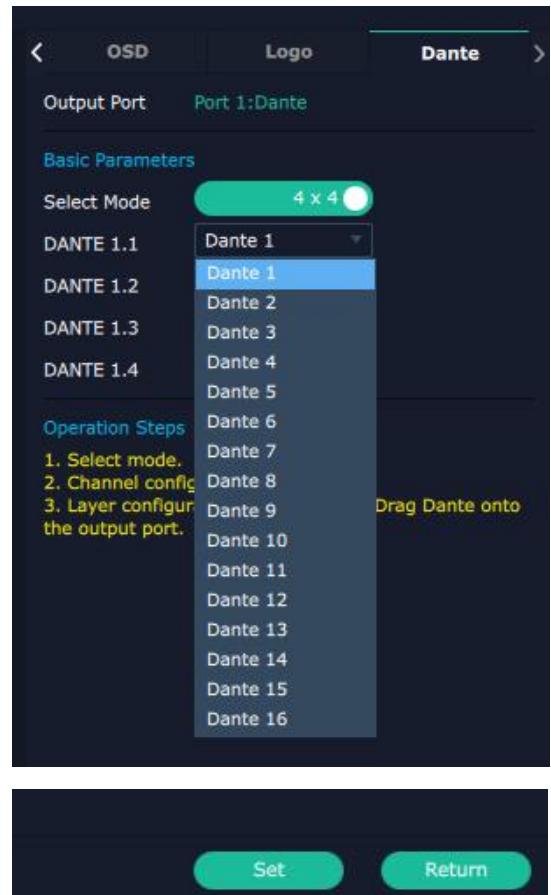 OSD Logo Dante
Output Port Port 1:Dante
Basic Parameters
Select Mode 4 x 4
DANTE 1.1 Dante 1
Dante 1
DANTE 1.2
Dante 2
DANTE 1.3 Dante 3
DANTE 1.4 Dante 4
Dante 5
Operation Steps Dante 6
1. Select mode. Dante 7
2. Channel config Dante 8
3. Layer configur Dante 9 Drag Dante onto
the output port. Dante 10
Dante 11
Dante 12
Dante 13
Dante 14
Dante 15
Dante 16
Set Return